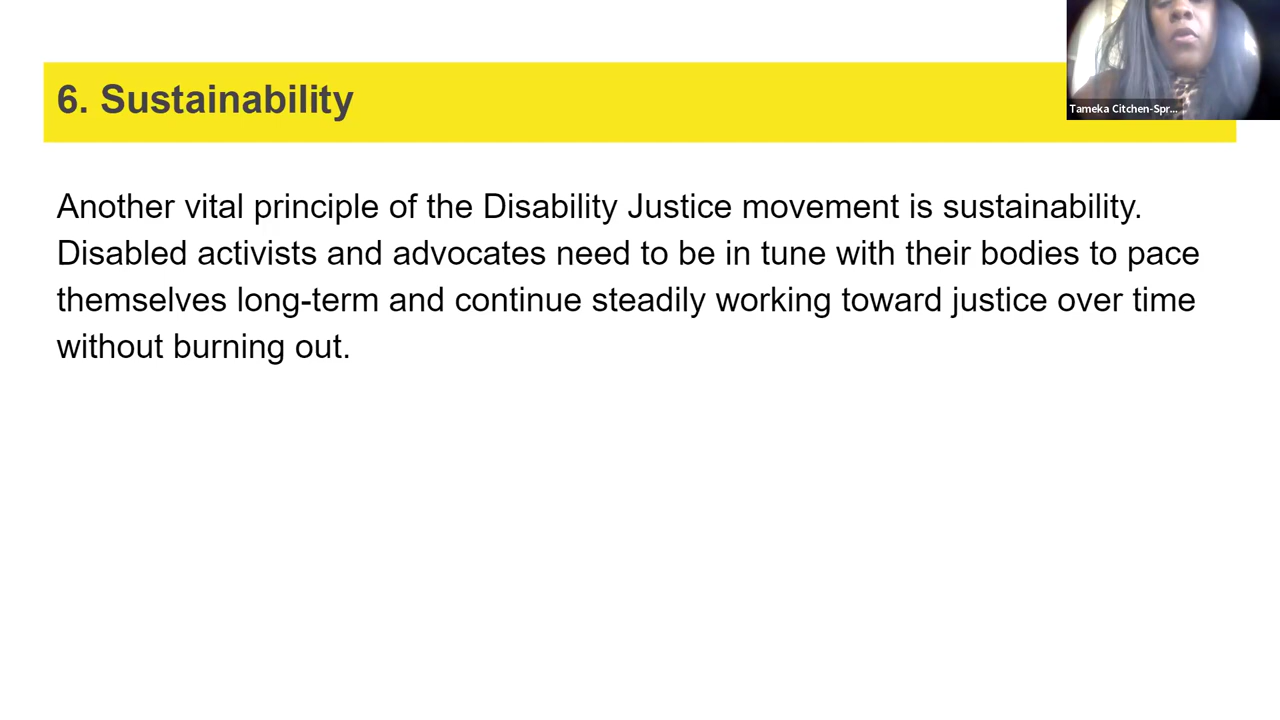 6. Sustainability
Tameka Citchen-Spr...
Another vital principle of the Disability Justice movement is sustainability.
Disabled activists and advocates need to be in tune with their bodies to pace
themselves long-term and continue steadily working toward justice over time
without burning out.